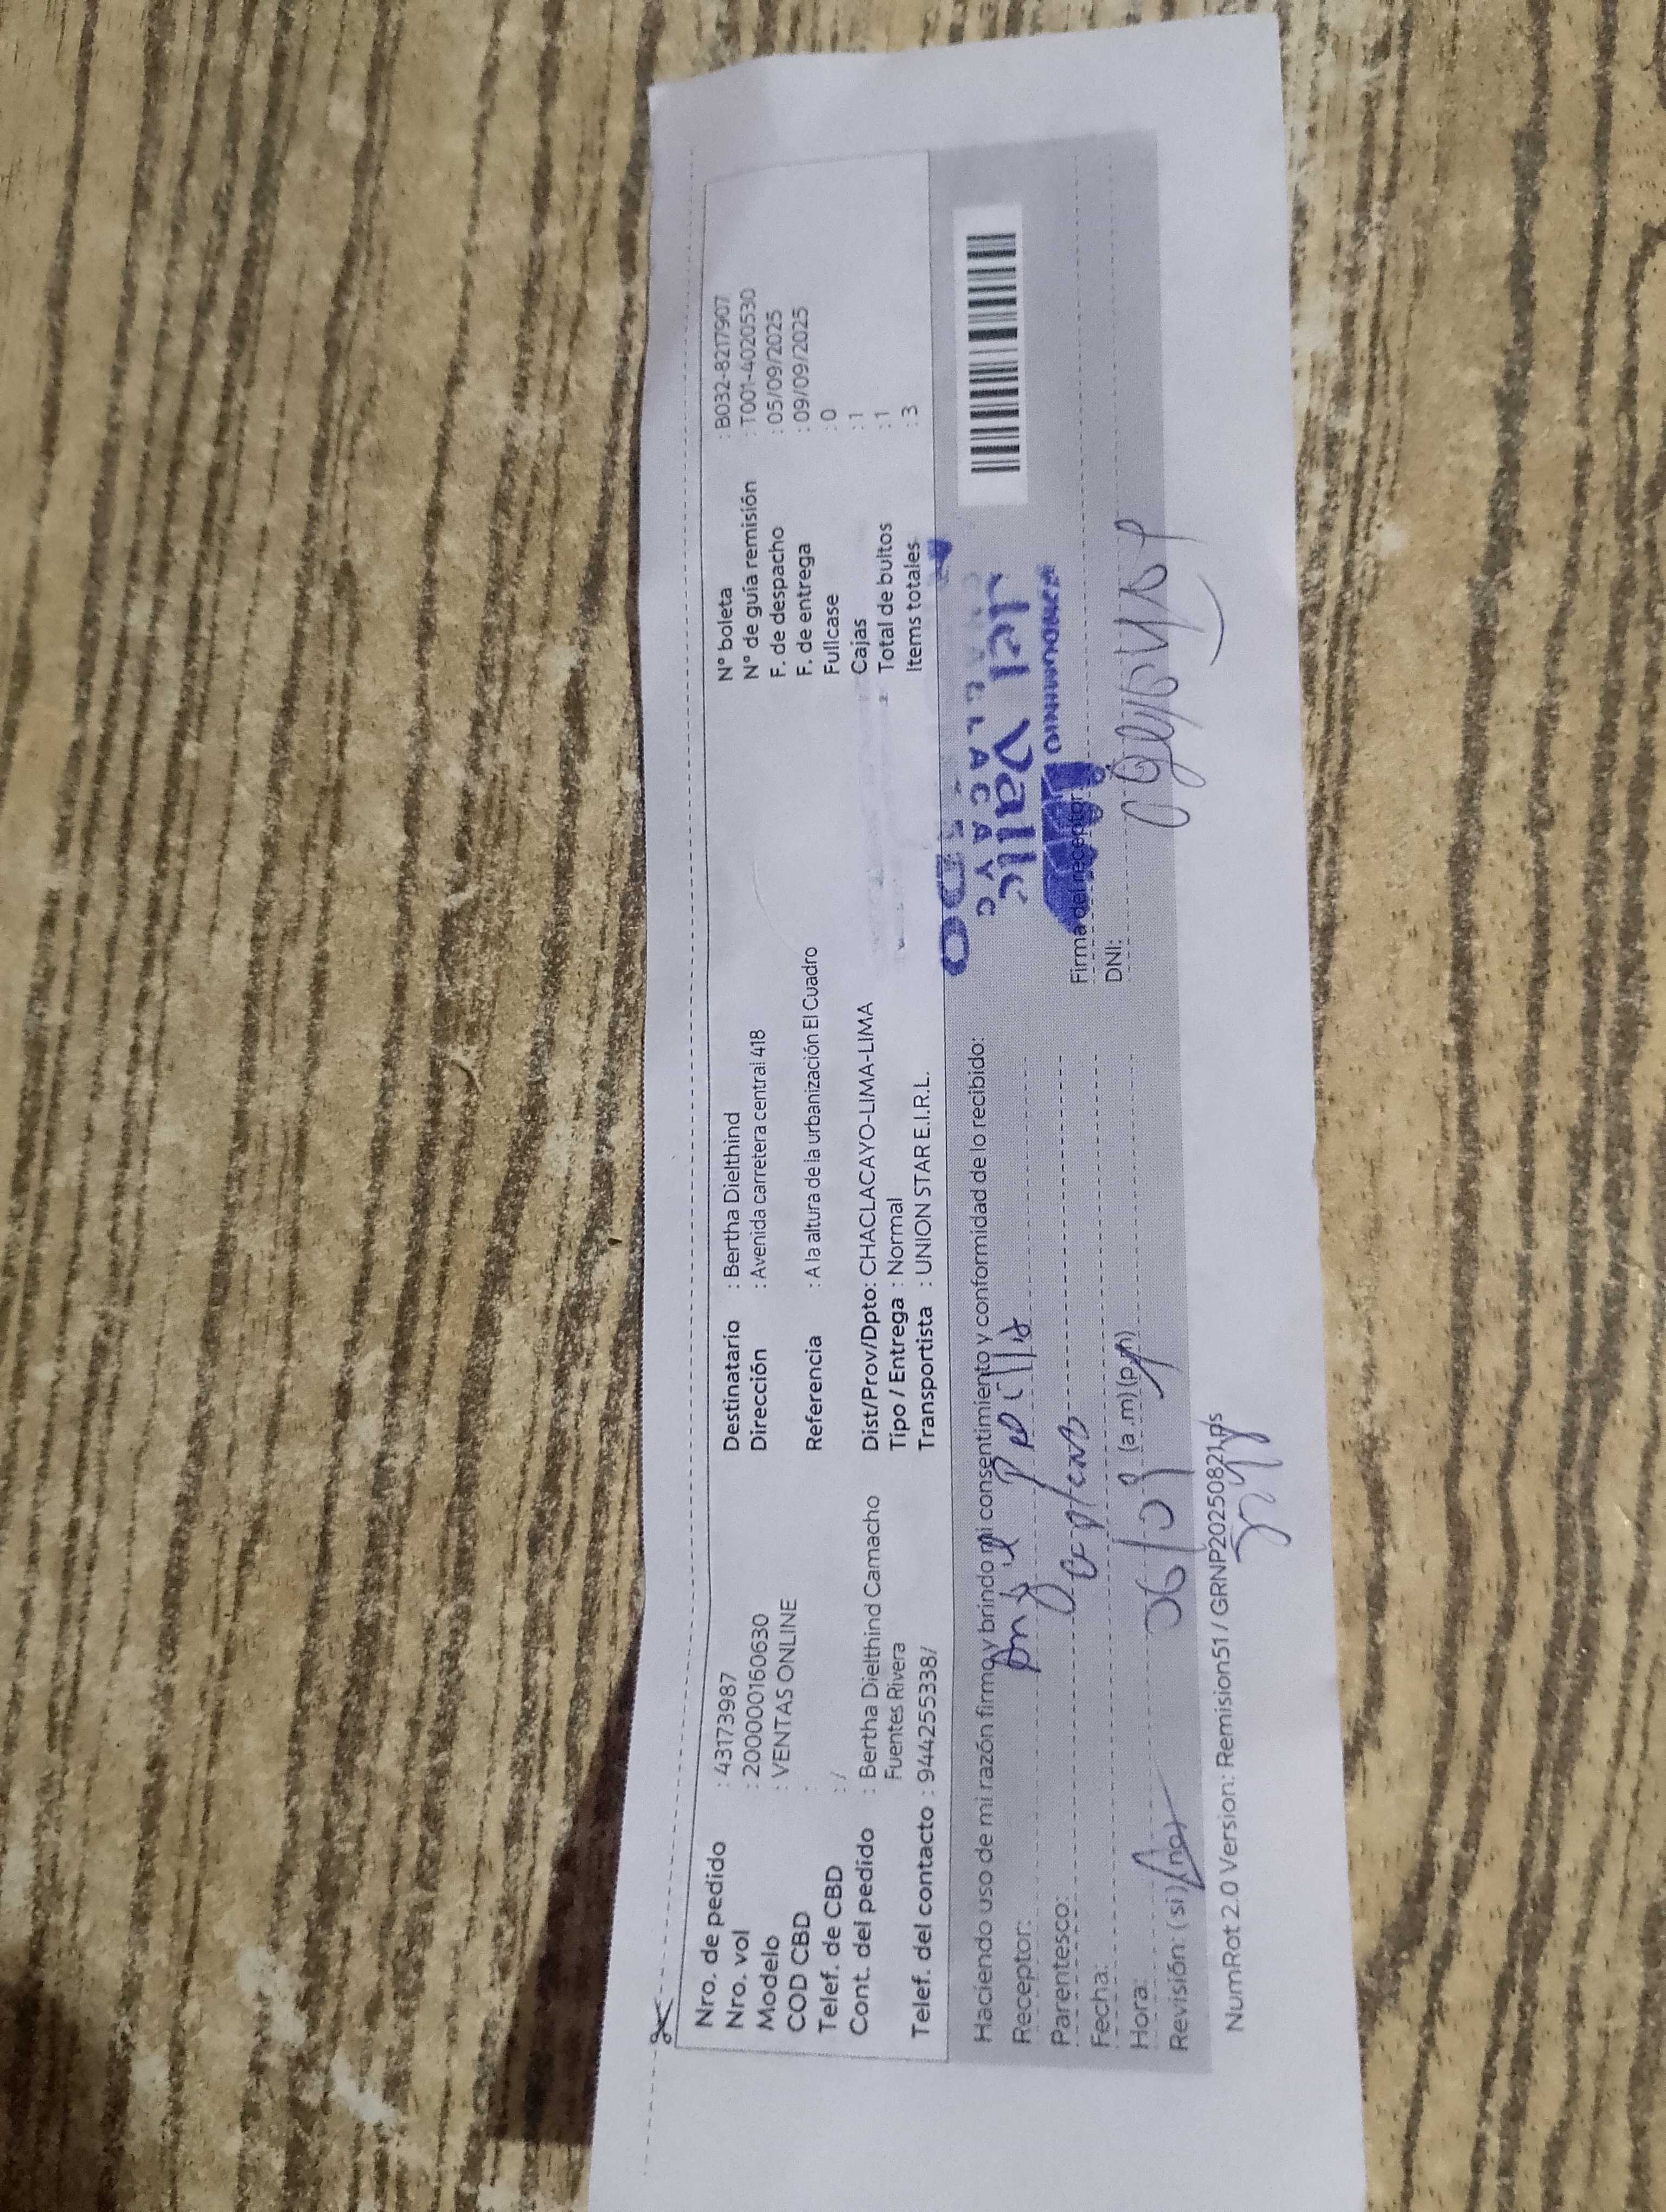 Nro. de pedido : 43173987
Nro. vol : 2000001606​30
Modelo : VENTAS ONLINE
COD CBD :
Telef. de CBD : /
Cont. del pedido : Bertha Dielthind Camacho
Fuentes Rivera
Telef. del contacto : 944255338/
Destinatario : Bertha Dielthind
Dirección : Avenida carretera central 418
Referencia : A la altura de la urbanización El Cuadro
Dist/Prov/Dpto: CHACLACAYO-LIMA-LIMA
Tipo / Entrega : Normal
Transportista : UNION STAR E.I.R.L.
N° boleta : B032-8217907
N° de guía remisión : T001-4020530
F. de despacho : 05/09/2025
F. de entrega : 09/09/2025
Fullcase : 0
Cajas : 1
Total de bultos : 1
Items totales : 3
Haciendo uso de mi razón firmo y brindo mi consentimiento y conformidad de lo recibido:
Receptor:
Parentesco:
Fecha: 06/09
Hora: (a.m) (p.m)
Revisión: (si) (no)
del Valle
Firma del receptor
DNI:
NumRot 2.0 Version: Remision51 / GRNP20250821.p/s